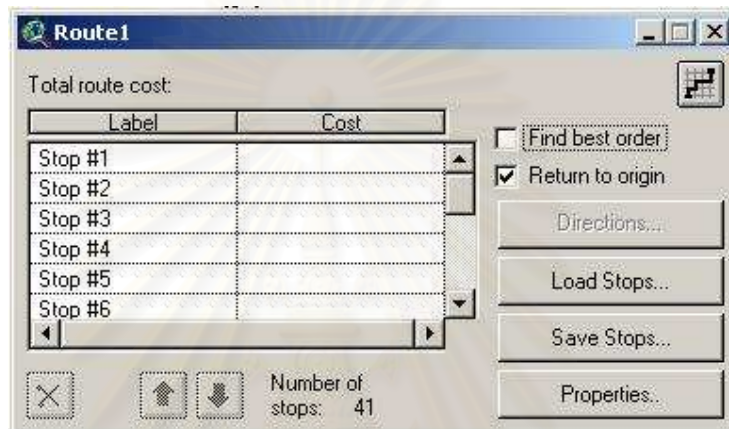 Route1
Total route cost:
Label Cost
Stop #1
Stop #2
Stop #3
Stop #4
Stop #5
Stop #6
Find best order
Return to origin
Directions...
Load Stops...
Save Stops...
Properties..
Number of
stops: 41